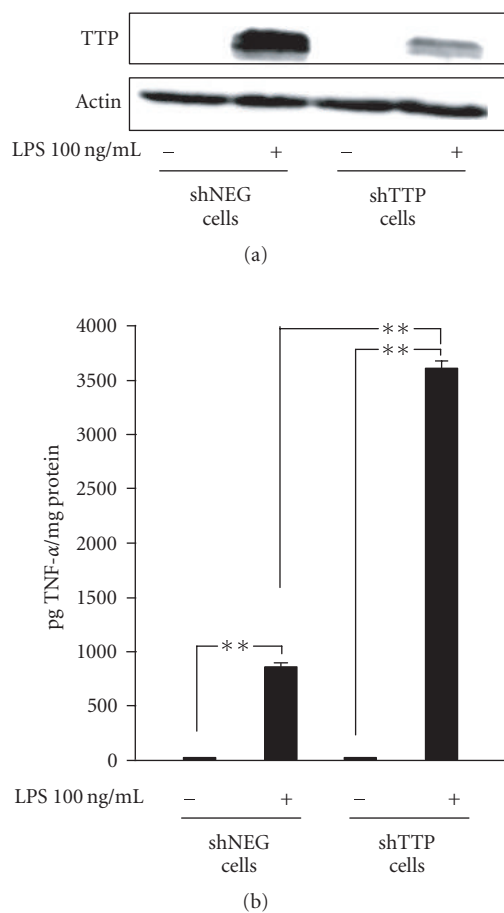 TTP
Actin
LPS 100 ng/mL − + − +
shNEG cells
shTTP cells
(a)
pg TNF-α/mg protein
4000
3500
3000
2500
2000
1500
1000
500
0
∗∗
∗∗
∗∗
LPS 100 ng/mL − + − +
shNEG cells
shTTP cells
(b)